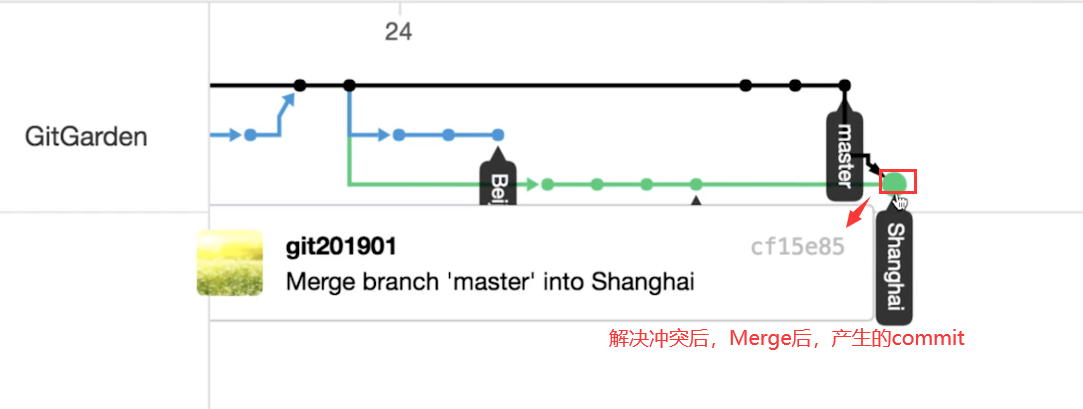 24
GitGarden
master
Bei
Shanghai
git201901
cf15e85
Merge branch 'master' into Shanghai
解决冲突后，Merge后，产生的commit